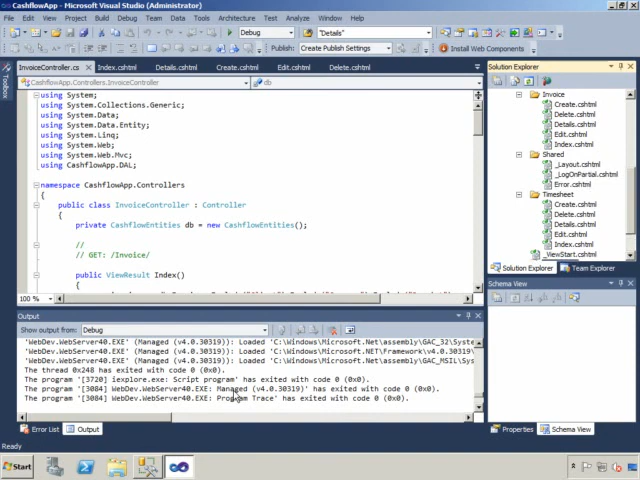 CashflowApp - Microsoft Visual Studio (Administrator)
File Edit View Project Build Debug Team Data Tools Architecture Test Analyze Window Help
Debug "Details"
Publish: Create Publish Settings Install Web Components
InvoiceController.cs Index.cshtml Details.cshtml Create.cshtml Edit.cshtml Delete.cshtml
CashflowApp.Controllers.InvoiceController db
Toolbox
using System;
using System.Collections.Generic;
using System.Data;
using System.Data.Entity;
using System.Linq;
using System.Web;
using System.Web.Mvc;
using CashflowApp.DAL;
namespace CashflowApp.Controllers
{
public class InvoiceController : Controller
{
private CashflowEntities db = new CashflowEntities();
//
// GET: /Invoice/
public ViewResult Index()
{
100 %
Solution Explorer
Invoice
Create.cshtml
Delete.cshtml
Details.cshtml
Edit.cshtml
Index.cshtml
Shared
_Layout.cshtml
_LogOnPartial.cshtml
Error.cshtml
Timesheet
Create.cshtml
Delete.cshtml
Details.cshtml
Edit.cshtml
Index.cshtml
_ViewStart.cshtml
Solution Explorer Team Explorer
Schema View
Output
Show output from: Debug
'WebDev.WebServer40.EXE' (Managed (v4.0.30319)): Loaded 'C:\Windows\Microsoft.Net\assembly\GAC_32\Syste
'WebDev.WebServer40.EXE' (Managed (v4.0.30319)): Loaded 'C:\Windows\Microsoft.NET\Framework\v4.0.30319
'WebDev.WebServer40.EXE' (Managed (v4.0.30319)): Loaded 'C:\Windows\Microsoft.Net\assembly\GAC_MSIL\Sys
The thread 0x248 has exited with code 0 (0x0).
The program '[3720] iexplore.exe: Script program' has exited with code 0 (0x0).
The program '[3084] WebDev.WebServer40.EXE: Managed (v4.0.30319)' has exited with code 0 (0x0).
The program '[3084] WebDev.WebServer40.EXE: Program Trace' has exited with code 0 (0x0).
Error List Output
Properties Schema View
Ready
Start